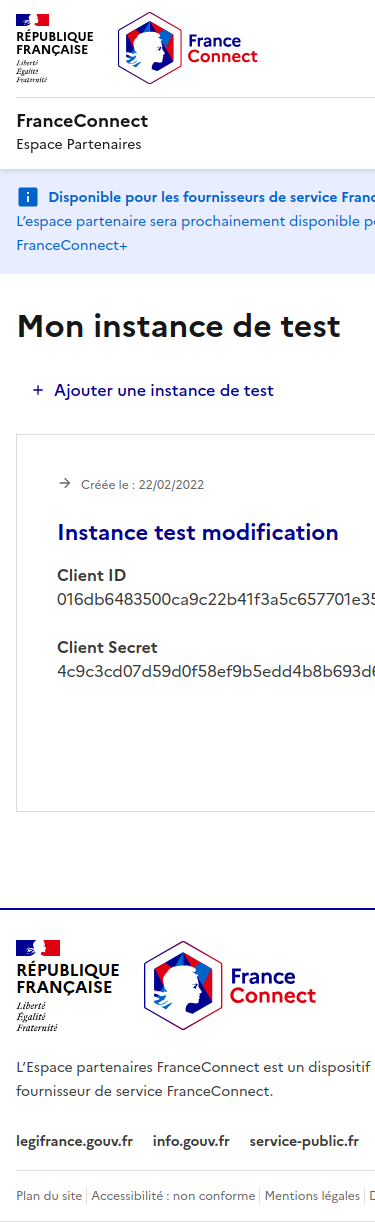 RÉPUBLIQUE
FRANÇAISE
Liberté
Égalité
Fraternité
France
Connect
FranceConnect
Espace Partenaires
Disponible pour les fournisseurs de service Franc
L’espace partenaire sera prochainement disponible po
FranceConnect+
Mon instance de test
+ Ajouter une instance de test
→ Créée le : 22/02/2022
Instance test modification
Client ID
016db6483500ca9c22b41f3a5c657701e35
Client Secret
4c9c3cd07d59d0f58ef9b5edd4b8b693d6
RÉPUBLIQUE
FRANÇAISE
Liberté
Égalité
Fraternité
France
Connect
L’Espace partenaires FranceConnect est un dispositif
fournisseur de service FranceConnect.
legifrance.gouv.fr info.gouv.fr service-public.fr
Plan du site Accessibilité : non conforme Mentions légales D